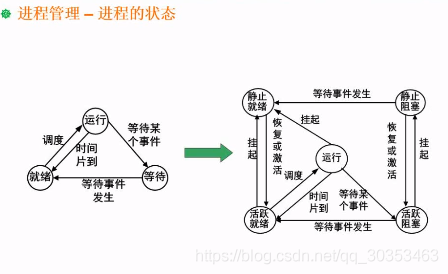 进程管理 – 进程的状态
运行
调度
时间
片到
等待某
个事件
就绪
等待
等待事件
发生
静止
就绪
等待事件发生
静止
阻塞
挂起
恢复或激活
挂起
运行
恢复或激活
挂起
调度
时间
片到
等待某
个事件
活跃
就绪
等待事件发生
活跃
阻塞
https://blog.csdn.net/qq_30353463